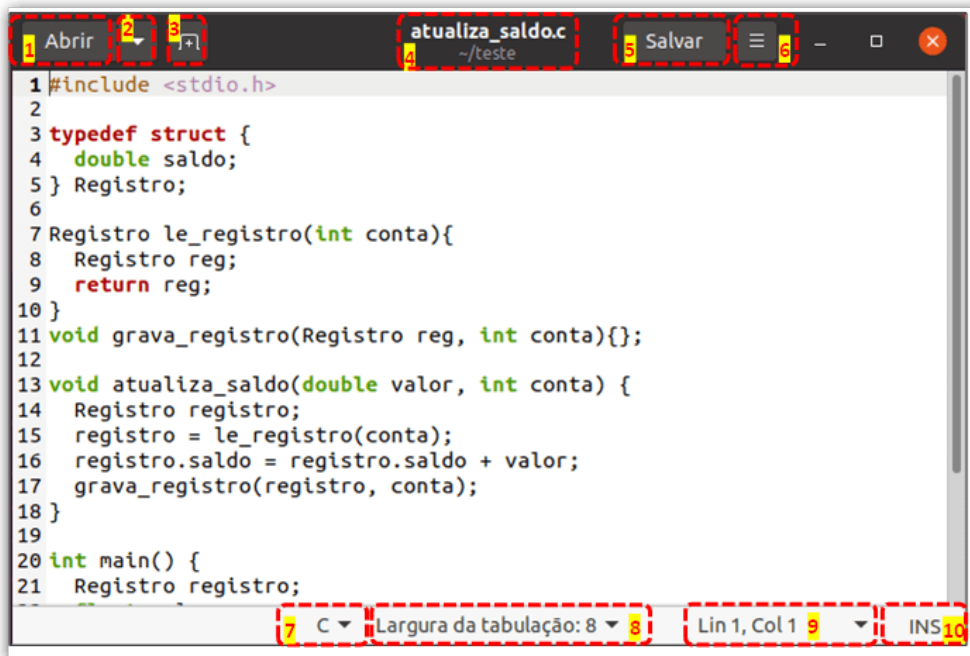 1 Abrir 2 3 atualiza_saldo.c 5 Salvar 6
4 ~/teste
1 #include <stdio.h>
2
3 typedef struct {
4   double saldo;
5 } Registro;
6
7 Registro le_registro(int conta){
8   Registro reg;
9   return reg;
10 }
11 void grava_registro(Registro reg, int conta){};
12
13 void atualiza_saldo(double valor, int conta) {
14   Registro registro;
15   registro = le_registro(conta);
16   registro.saldo = registro.saldo + valor;
17   grava_registro(registro, conta);
18 }
19
20 int main() {
21   Registro registro;
7 C Largura da tabulação: 8 8 Lin 1, Col 1 9 INS 10